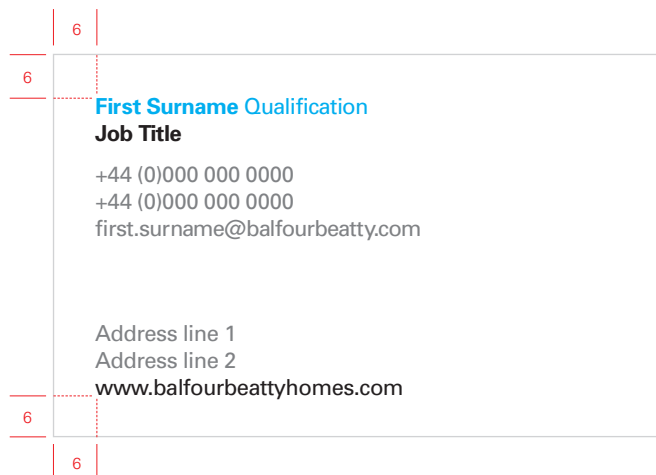 6
6
First Surname Qualification
Job Title
+44 (0)000 000 0000
+44 (0)000 000 0000
first.surname@balfourbeatty.com
Address line 1
Address line 2
www.balfourbeattyhomes.com
6
6